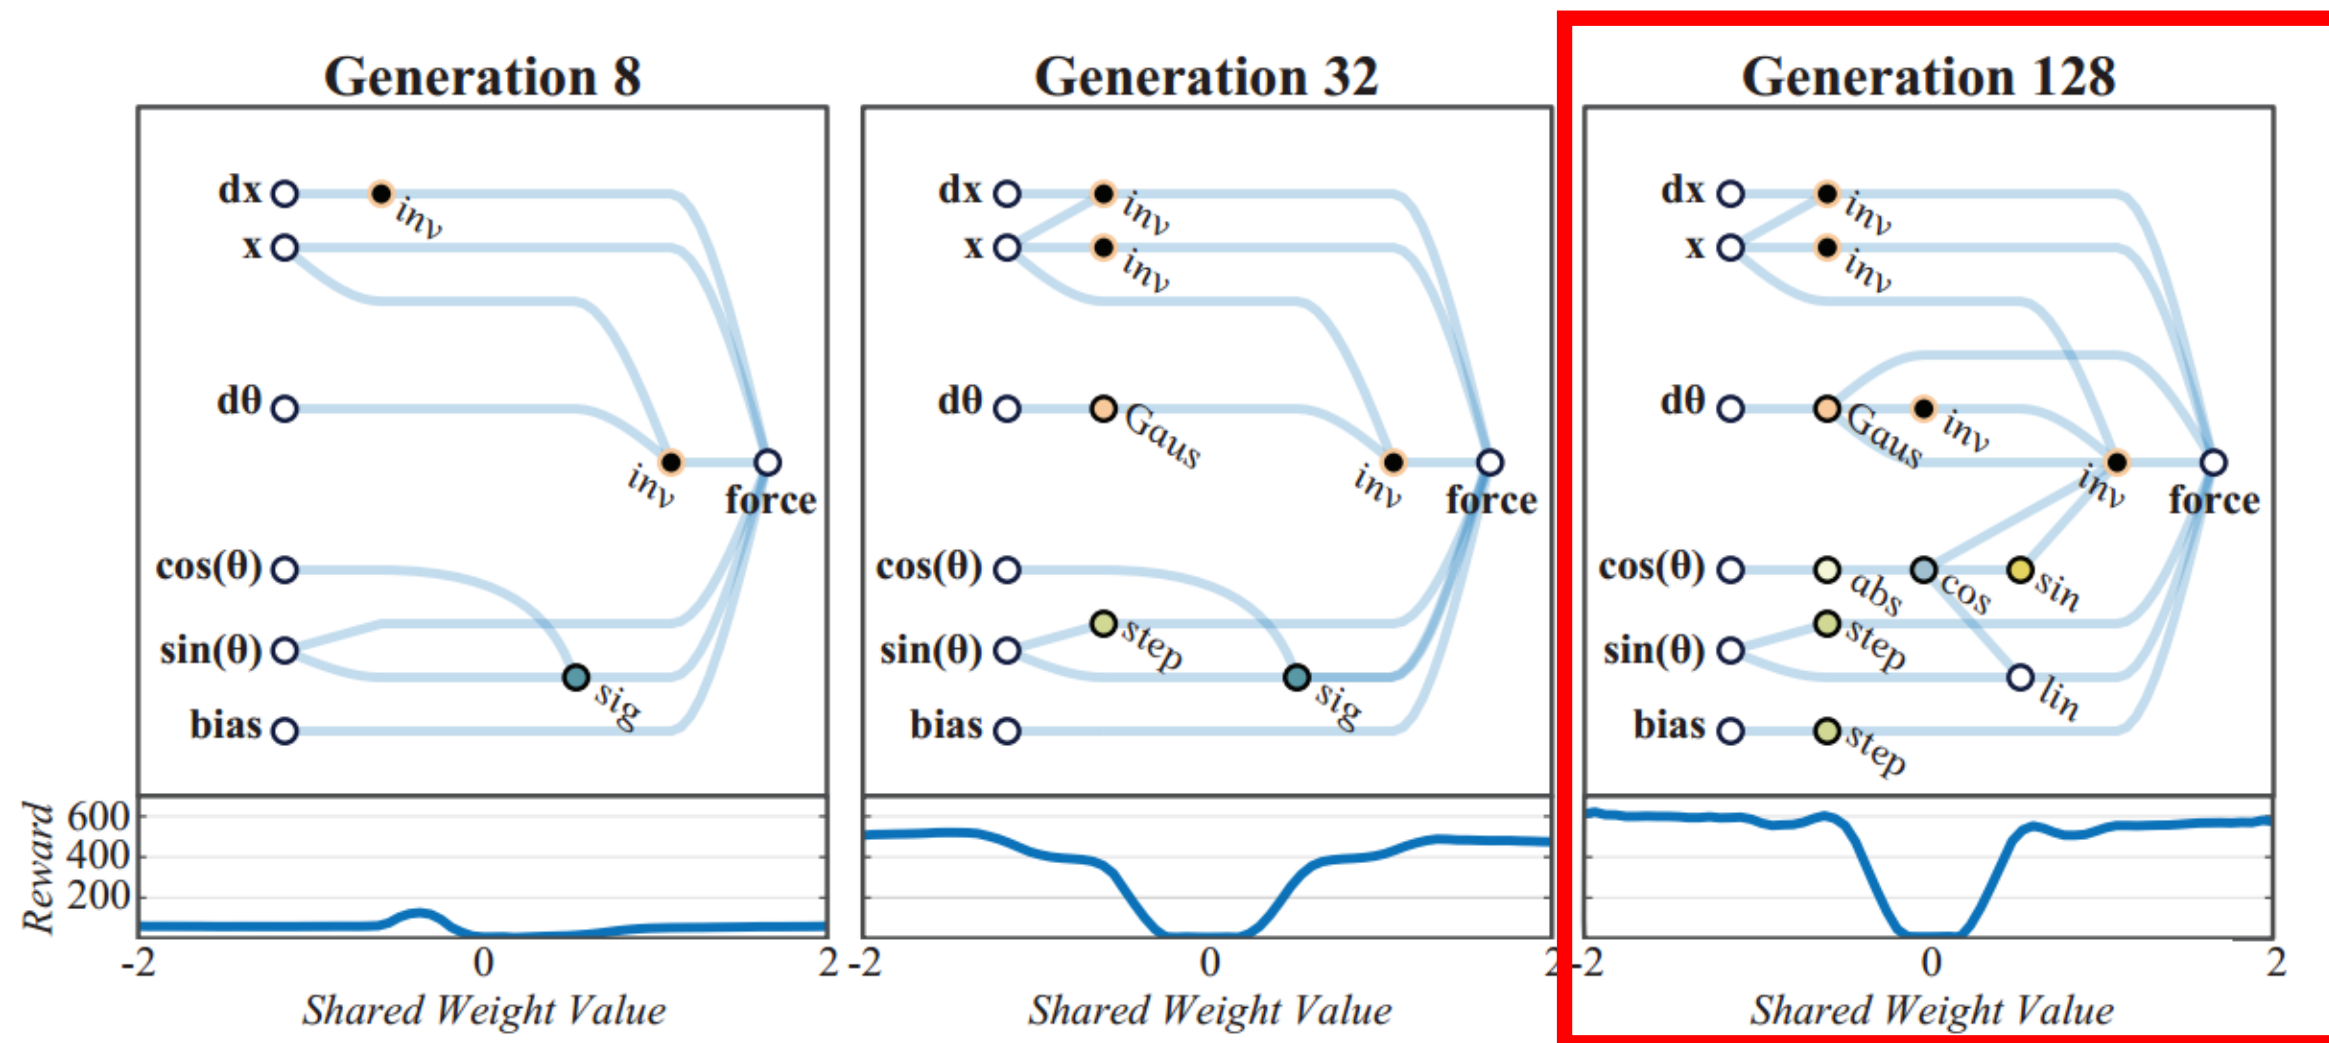 Generation 8
dx
inv
x
dθ
inv
force
cos(θ)
sin(θ)
sig
bias
Reward
600
400
200
-2
0
2
Shared Weight Value
Generation 32
dx
inv
x
inv
dθ
Gaus
inv
force
cos(θ)
step
sin(θ)
sig
bias
-2
0
2
Shared Weight Value
Generation 128
dx
inv
x
inv
dθ
Gaus
inv
inv
force
cos(θ)
abs
cos
sin
sin(θ)
step
lin
bias
step
-2
0
2
Shared Weight Value